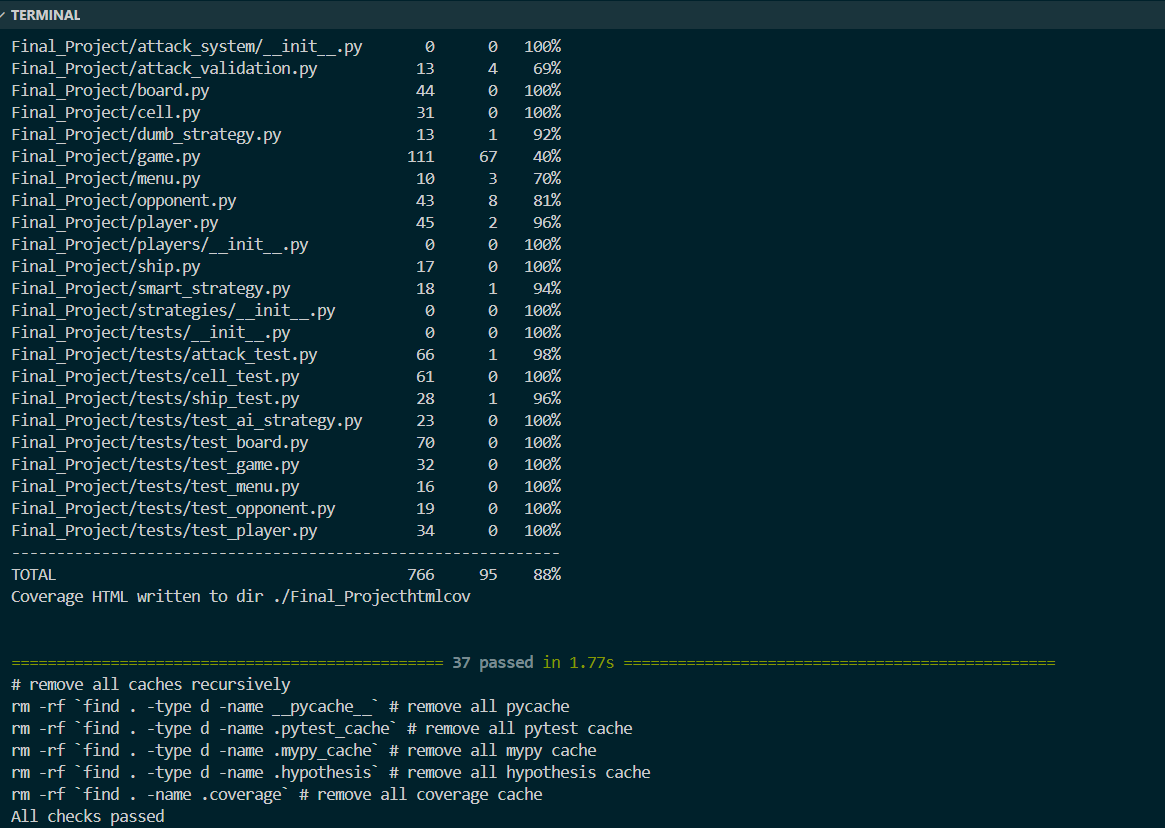 TERMINAL
Final_Project/attack_system/__init__.py 0 0 100%
Final_Project/attack_validation.py 13 4 69%
Final_Project/board.py 44 0 100%
Final_Project/cell.py 31 0 100%
Final_Project/dumb_strategy.py 13 1 92%
Final_Project/game.py 111 67 40%
Final_Project/menu.py 10 3 70%
Final_Project/opponent.py 43 8 81%
Final_Project/player.py 45 2 96%
Final_Project/players/__init__.py 0 0 100%
Final_Project/ship.py 17 0 100%
Final_Project/smart_strategy.py 18 1 94%
Final_Project/strategies/__init__.py 0 0 100%
Final_Project/tests/__init__.py 0 0 100%
Final_Project/tests/attack_test.py 66 1 98%
Final_Project/tests/cell_test.py 61 0 100%
Final_Project/tests/ship_test.py 28 1 96%
Final_Project/tests/test_ai_strategy.py 23 0 100%
Final_Project/tests/test_board.py 70 0 100%
Final_Project/tests/test_game.py 32 0 100%
Final_Project/tests/test_menu.py 16 0 100%
Final_Project/tests/test_opponent.py 19 0 100%
Final_Project/tests/test_player.py 34 0 100%
-------------------------------------------------------------
TOTAL 766 95 88%
Coverage HTML written to dir ./Final_Projecthtmlcov
================================================ 37 passed in 1.77s ================================================
# remove all caches recursively
rm -rf `find . -type d -name __pycache__` # remove all pycache
rm -rf `find . -type d -name .pytest_cache` # remove all pytest cache
rm -rf `find . -type d -name .mypy_cache` # remove all mypy cache
rm -rf `find . -type d -name .hypothesis` # remove all hypothesis cache
rm -rf `find . -name .coverage` # remove all coverage cache
All checks passed